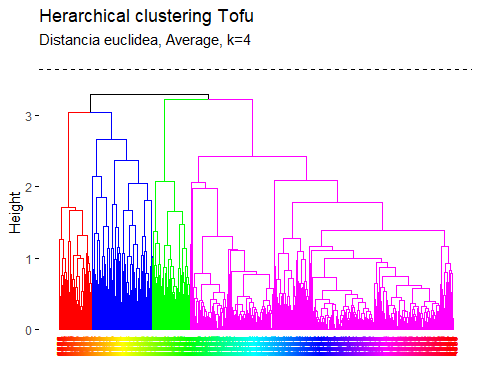 Herarchical clustering Tofu
Distancia euclidea, Average, k=4
3
2
1
0
Height